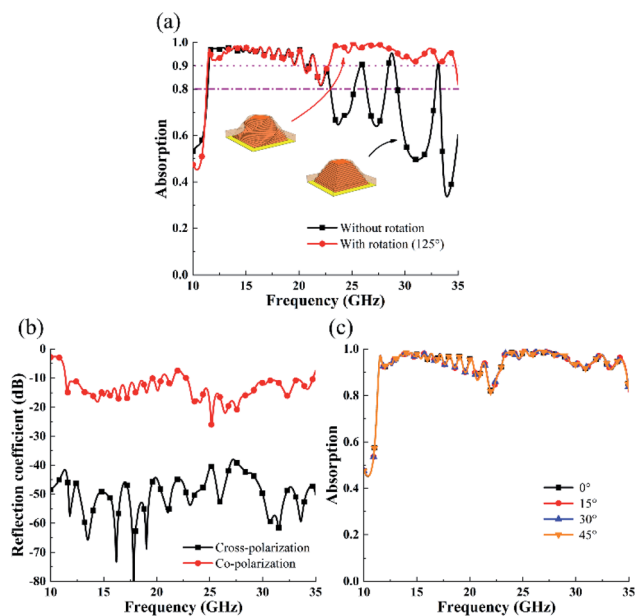 (a)
1.0
0.9
0.8
0.6
0.4
0.2
0.0
Absorption
Without rotation
With rotation (125°)
10 15 20 25 30 35
Frequency (GHz)
(b)
0
-10
-20
-30
-40
-50
-60
-70
-80
Reflection coefficient (dB)
Cross-polarization
Co-polarization
10 15 20 25 30 35
Frequency (GHz)
(c)
1.0
0.8
0.6
0.4
0.2
0.0
Absorption
0°
15°
30°
45°
10 15 20 25 30 35
Frequency (GHz)